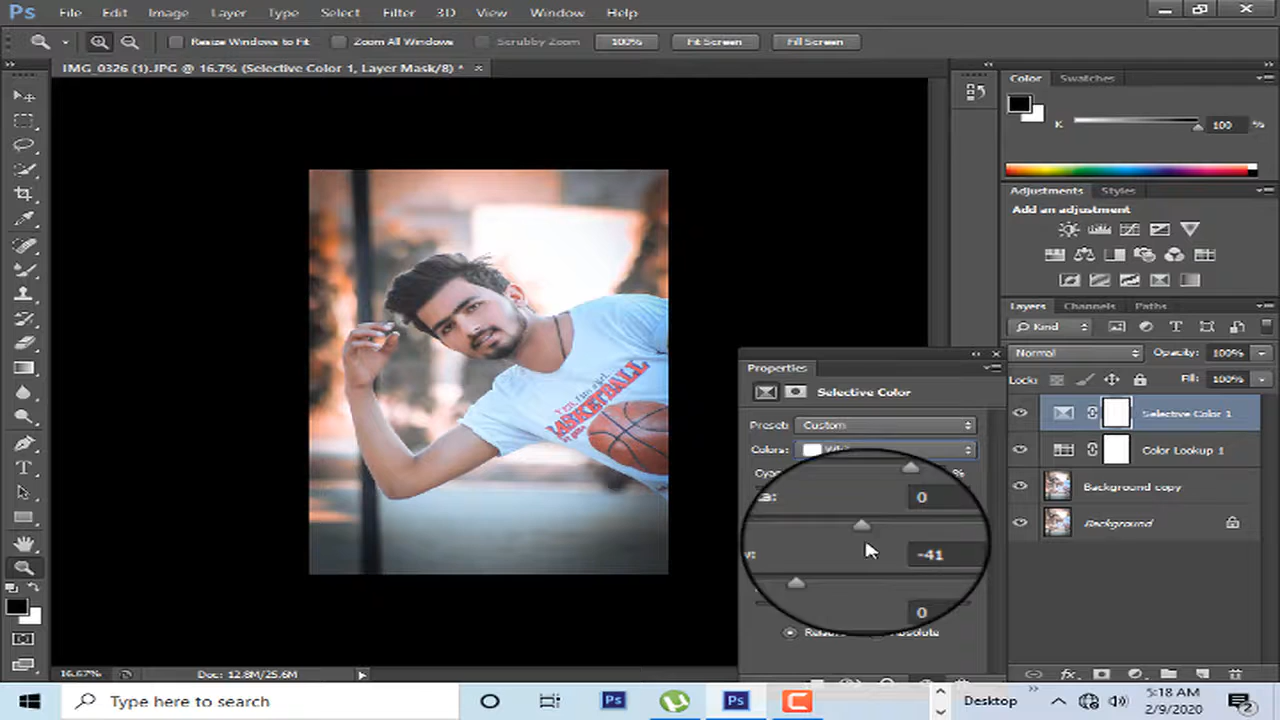 Ps File Edit Image Layer Type Select Filter 3D View Window Help
Resize Windows to Fit Zoom All Windows Scrubby Zoom 100% Fit Screen Fill Screen
IMG_0326 (1).JPG @ 16.7% (Selective Color 1, Layer Mask/8) *
Color Swatches
K 100 %
Adjustments Styles
Add an adjustment
Layers Channels Paths
Kind
Normal Opacity: 100%
Lock: Fill: 100%
Selective Color 1
Color Lookup 1
Background copy
Background
BASKETBALL
Properties
Selective Color
Preset: Custom
Colors:
%
0
-41
0
16.67% Doc: 12.8M/25.6M
Type here to search
Ps
Ps
Desktop
5:18 AM
2/9/2020
2